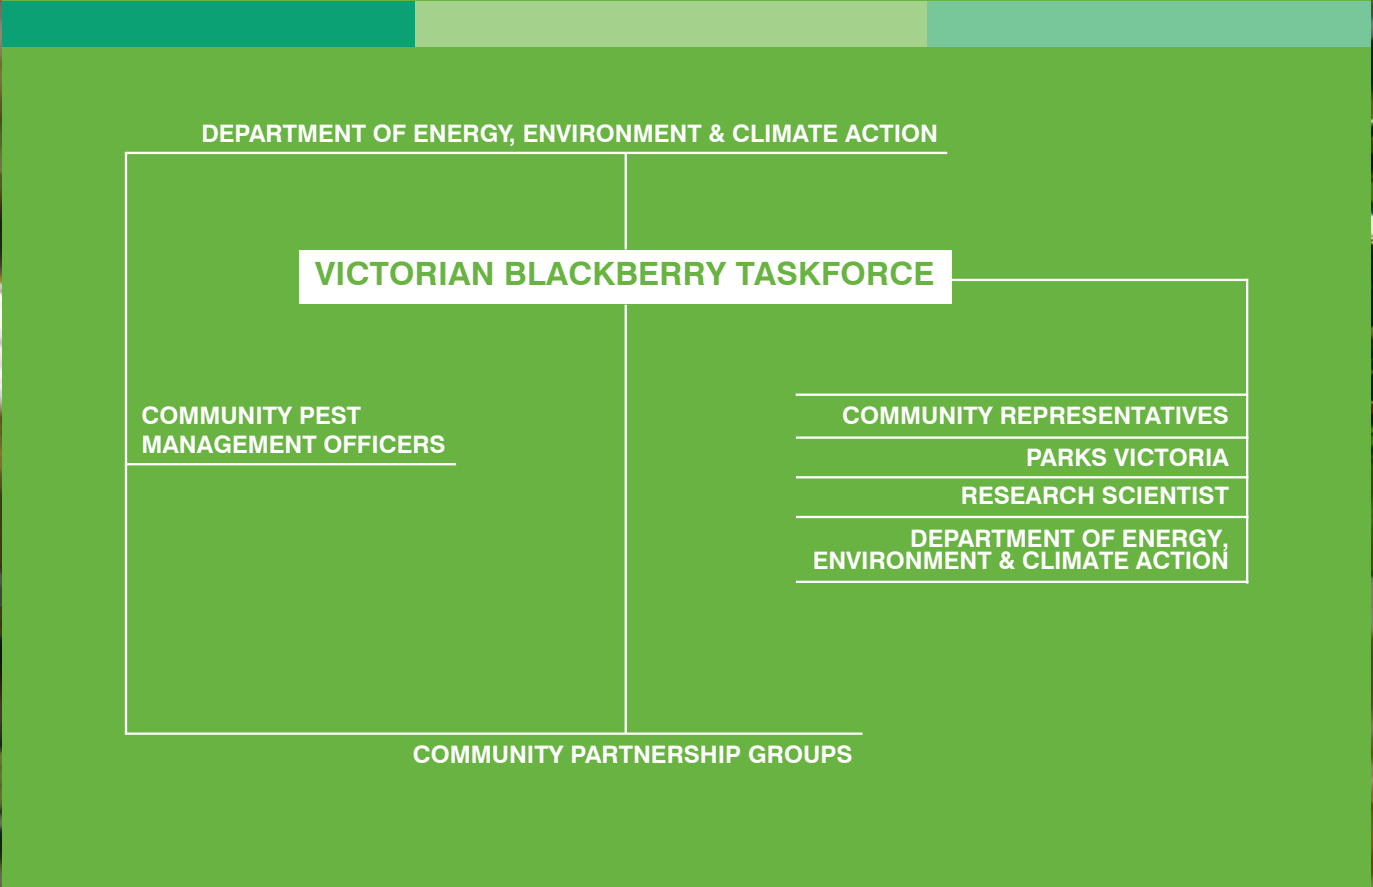 DEPARTMENT OF ENERGY, ENVIRONMENT & CLIMATE ACTION
VICTORIAN BLACKBERRY TASKFORCE
COMMUNITY PEST
MANAGEMENT OFFICERS
COMMUNITY REPRESENTATIVES
PARKS VICTORIA
RESEARCH SCIENTIST
DEPARTMENT OF ENERGY,
ENVIRONMENT & CLIMATE ACTION
COMMUNITY PARTNERSHIP GROUPS